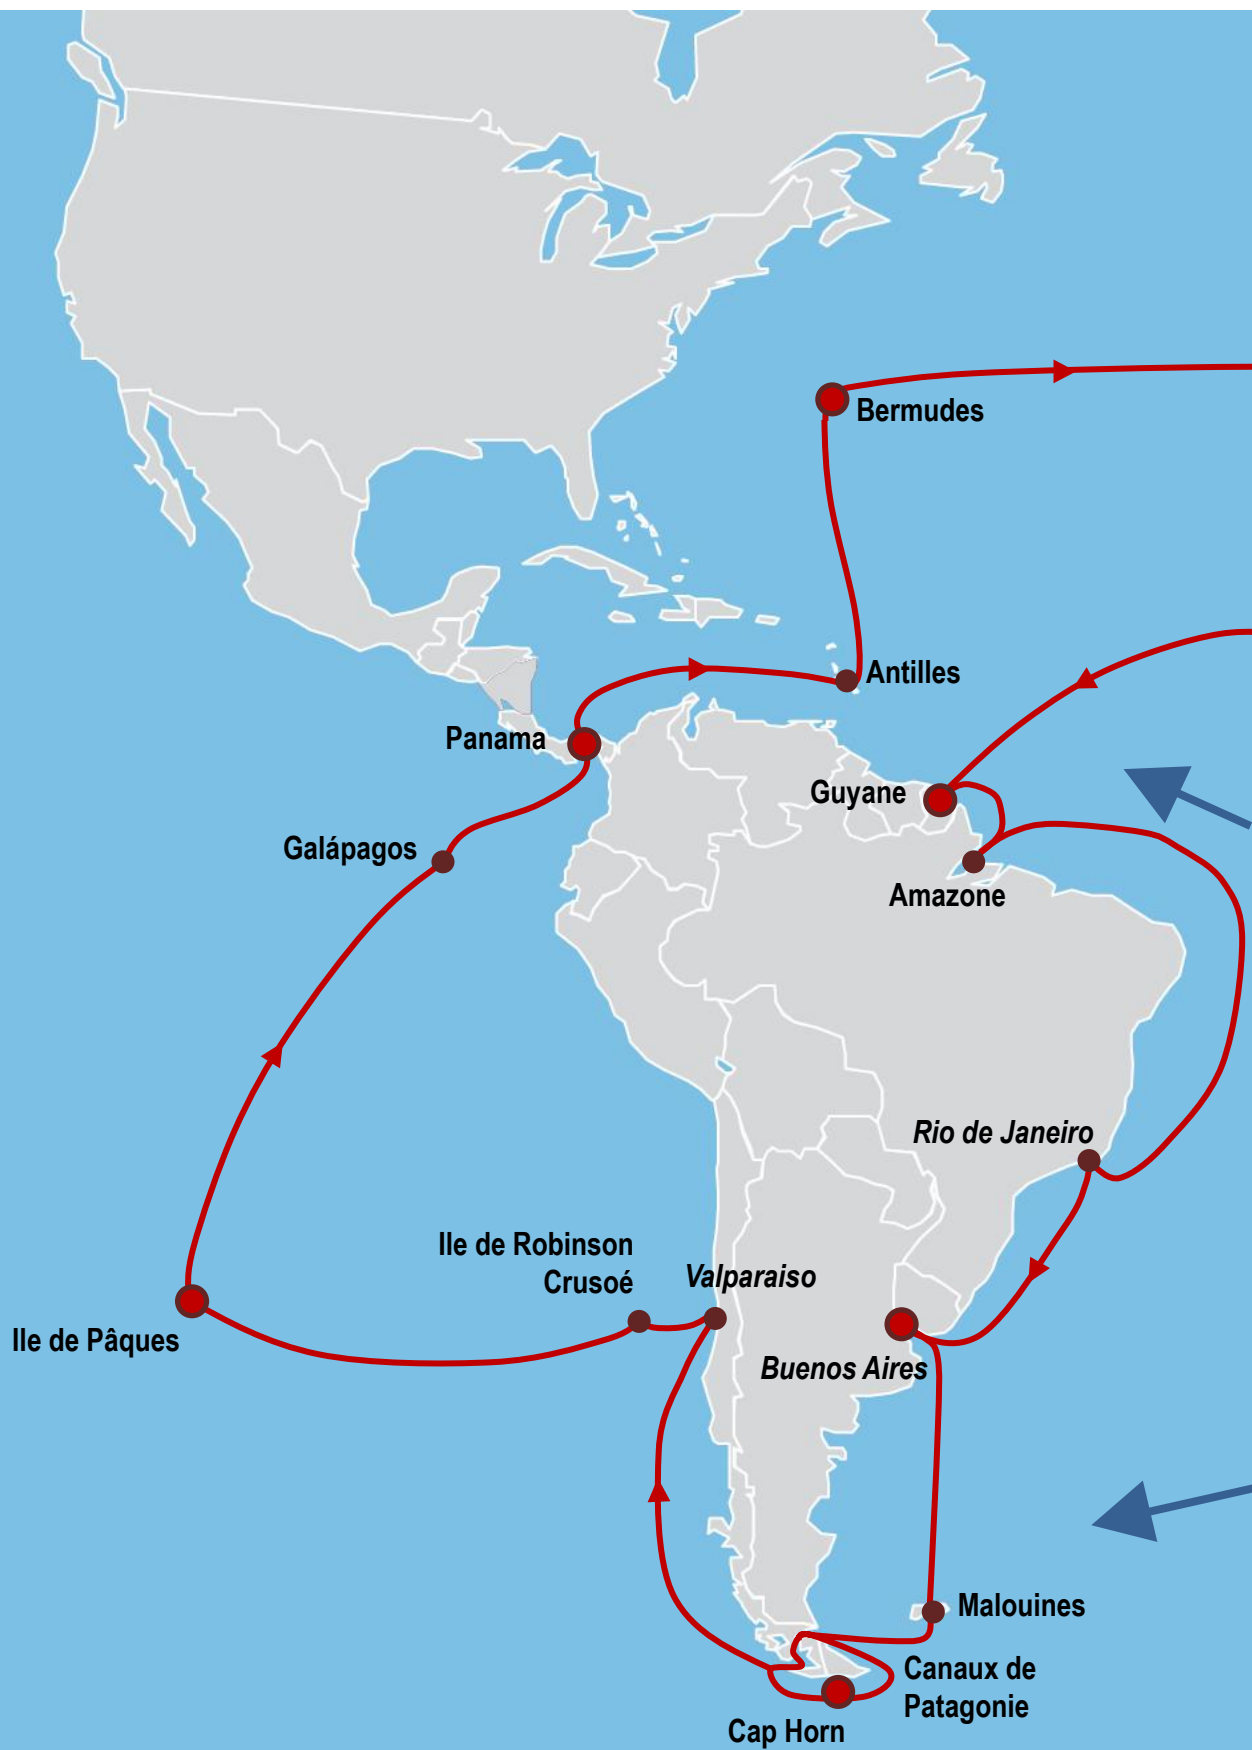 Bermudes
Antilles
Panama
Guyane
Galápagos
Amazone
Rio de Janeiro
Ile de Robinson
Crusoé
Valparaiso
Ile de Pâques
Buenos Aires
Malouines
Canaux de
Patagonie
Cap Horn